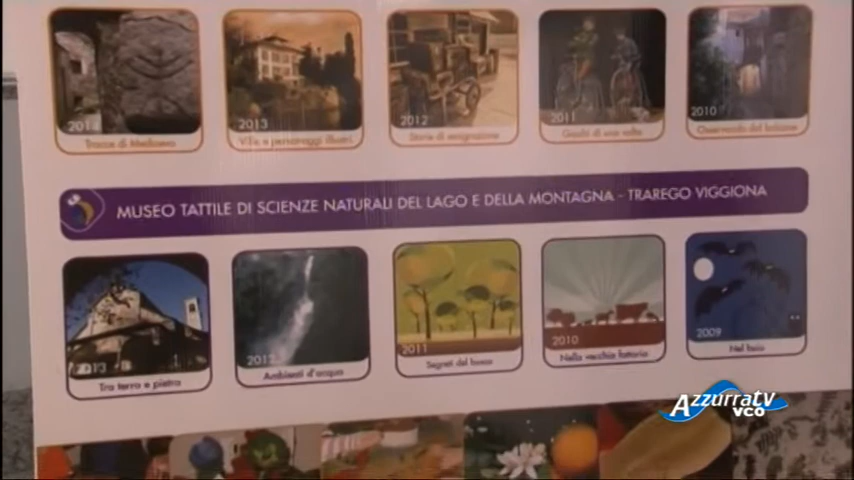 2014
2013
2012
2011
2010
Tracce di Medioevo
Ville e personaggi illustri
Storie di emigrazione
Giochi di una volta
Osservando dal balcone
MUSEO TATTILE DI SCIENZE NATURALI DEL LAGO E DELLA MONTAGNA - TRAREGO VIGGIONA
2013
2012
2011
2010
2009
Tra terra e pietra
Ambienti d'acqua
Segreti del bosco
Nella vecchia fattoria
Nel buio
Azzurratv
vco